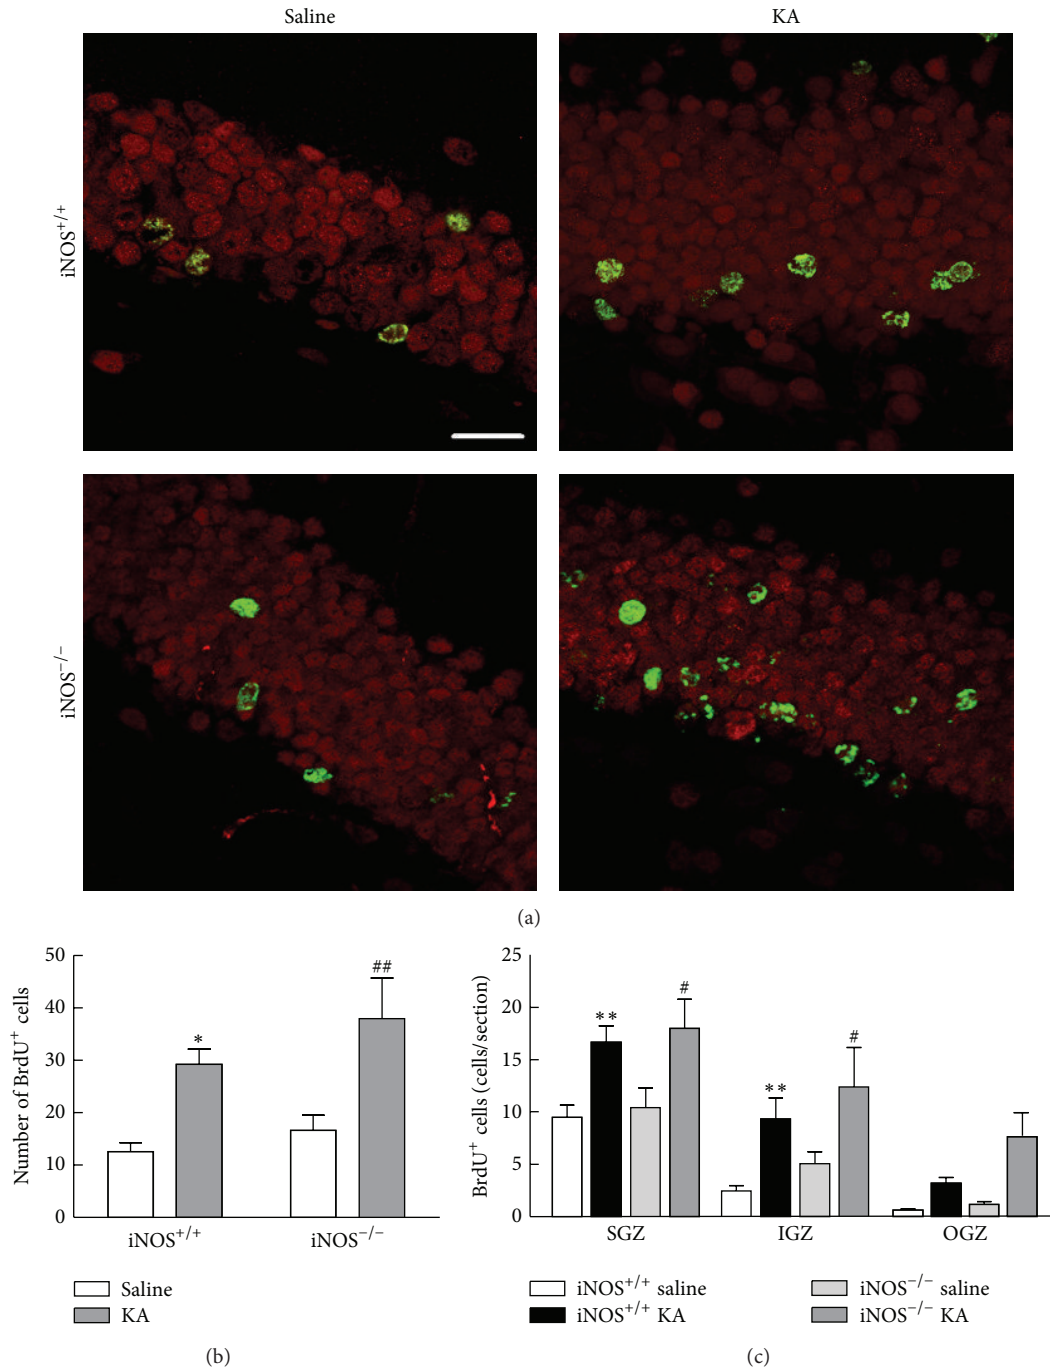 Saline
KA
iNOS+/+
iNOS−/−
(a)
Number of BrdU+ cells
50
40
30
20
10
0
*
##
iNOS+/+
iNOS−/−
Saline
KA
(b)
BrdU+ cells (cells/section)
25
20
15
10
5
0
**
#
**
#
SGZ
IGZ
OGZ
iNOS+/+ saline
iNOS+/+ KA
iNOS−/− saline
iNOS−/− KA
(c)